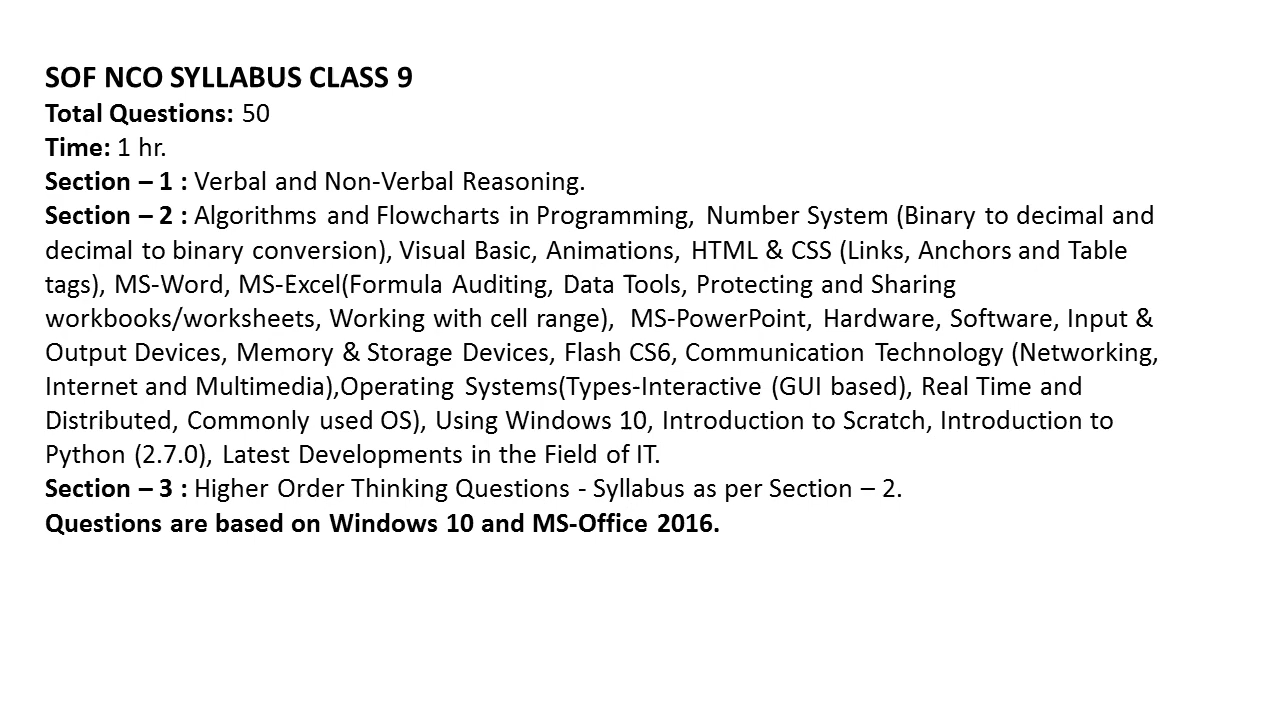 SOF NCO SYLLABUS CLASS 9
Total Questions: 50
Time: 1 hr.
Section – 1 : Verbal and Non-Verbal Reasoning.
Section – 2 : Algorithms and Flowcharts in Programming, Number System (Binary to decimal and
decimal to binary conversion), Visual Basic, Animations, HTML & CSS (Links, Anchors and Table
tags), MS-Word, MS-Excel(Formula Auditing, Data Tools, Protecting and Sharing
workbooks/worksheets, Working with cell range), MS-PowerPoint, Hardware, Software, Input &
Output Devices, Memory & Storage Devices, Flash CS6, Communication Technology (Networking,
Internet and Multimedia),Operating Systems(Types-Interactive (GUI based), Real Time and
Distributed, Commonly used OS), Using Windows 10, Introduction to Scratch, Introduction to
Python (2.7.0), Latest Developments in the Field of IT.
Section – 3 : Higher Order Thinking Questions - Syllabus as per Section – 2.
Questions are based on Windows 10 and MS-Office 2016.